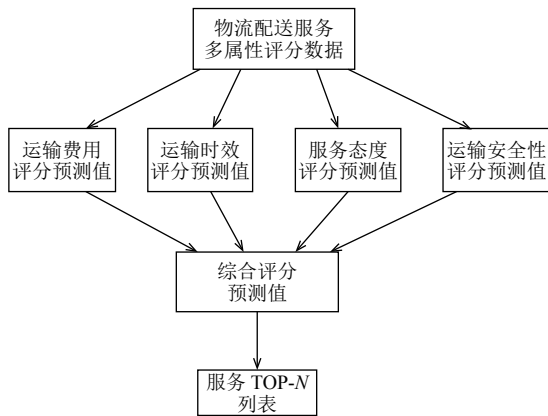 物流配送服务
多属性评分数据
运输费用
评分预测值
运输时效
评分预测值
服务态度
评分预测值
运输安全性
评分预测值
综合评分
预测值
服务 TOP-N
列表